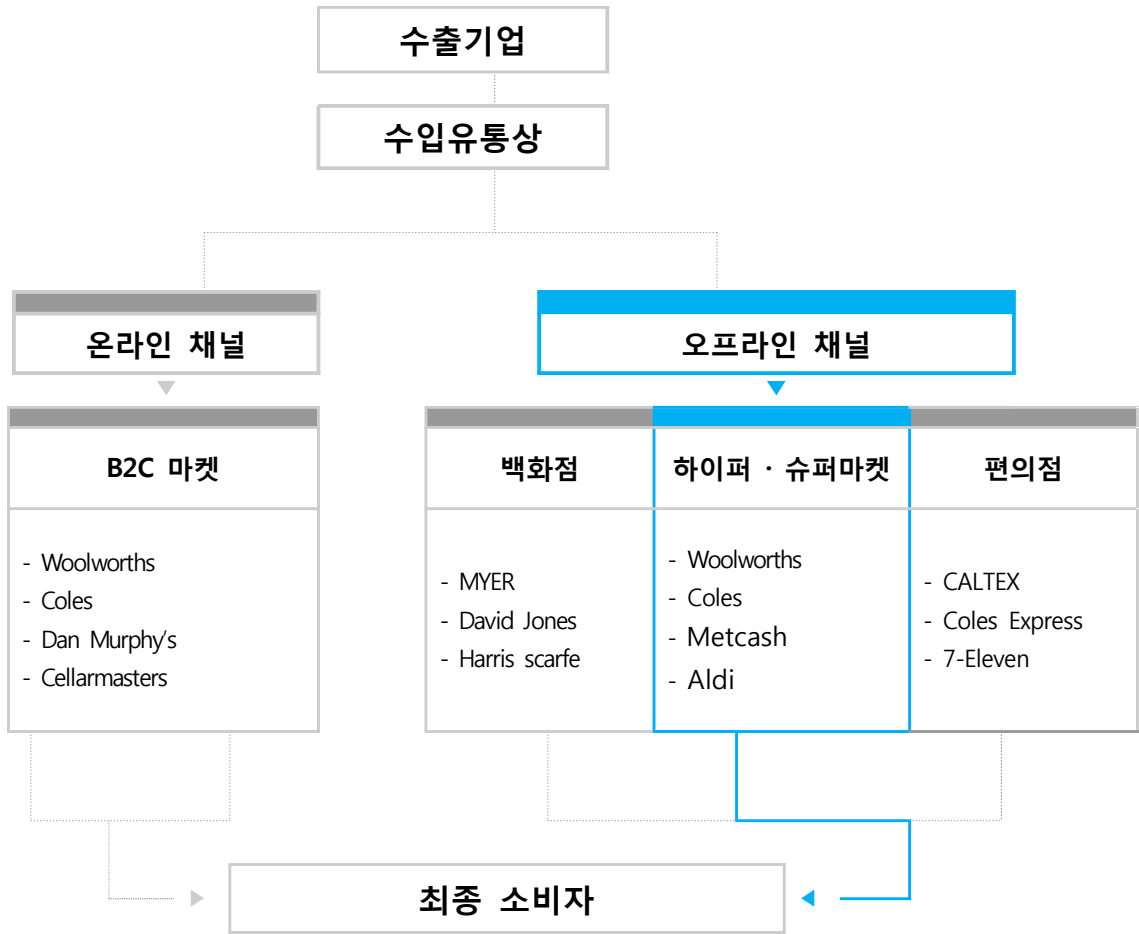 수출기업
수입유통상
온라인 채널
오프라인 채널
B2C 마켓
- Woolworths
- Coles
- Dan Murphy's
- Cellarmasters
백화점
- MYER
- David Jones
- Harris scarfe
하이퍼 · 슈퍼마켓
- Woolworths
- Coles
- Metcash
- Aldi
편의점
- CALTEX
- Coles Express
- 7-Eleven
최종 소비자